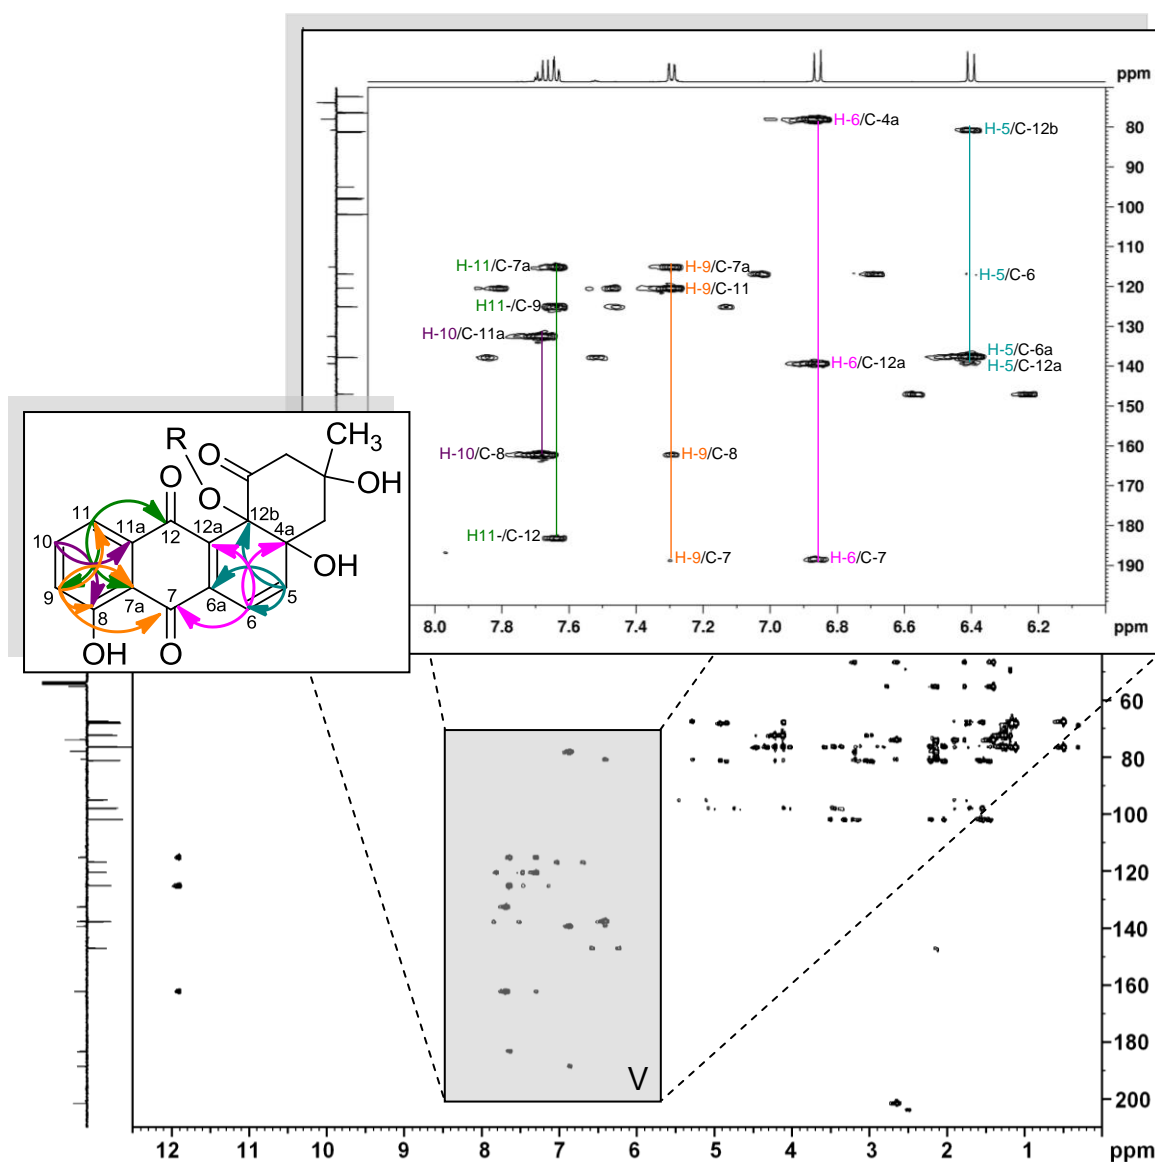 ppm
H-6/C-4a
H-5/C-12b
80
90
100
110
H-11/C-7a
H-9/C-7a
H-5/C-6
H-9/C-11
120
H11-/C-9
130
H-10/C-11a
H-5/C-6a
H-6/C-12a
H-5/C-12a
140
150
H-10/C-8
H-9/C-8
160
170
180
H11-/C-12
H-9/C-7
H-6/C-7
190
8.0 7.8 7.6 7.4 7.2 7.0 6.8 6.6 6.4 6.2 ppm
R
O
CH3
O
OH
O
12b
11
11a
12a
4a
10
12
OH
9
7
5
8
7a
6a
6
OH
O
60
80
100
120
140
160
180
V
200
12 11 10 9 8 7 6 5 4 3 2 1 ppm